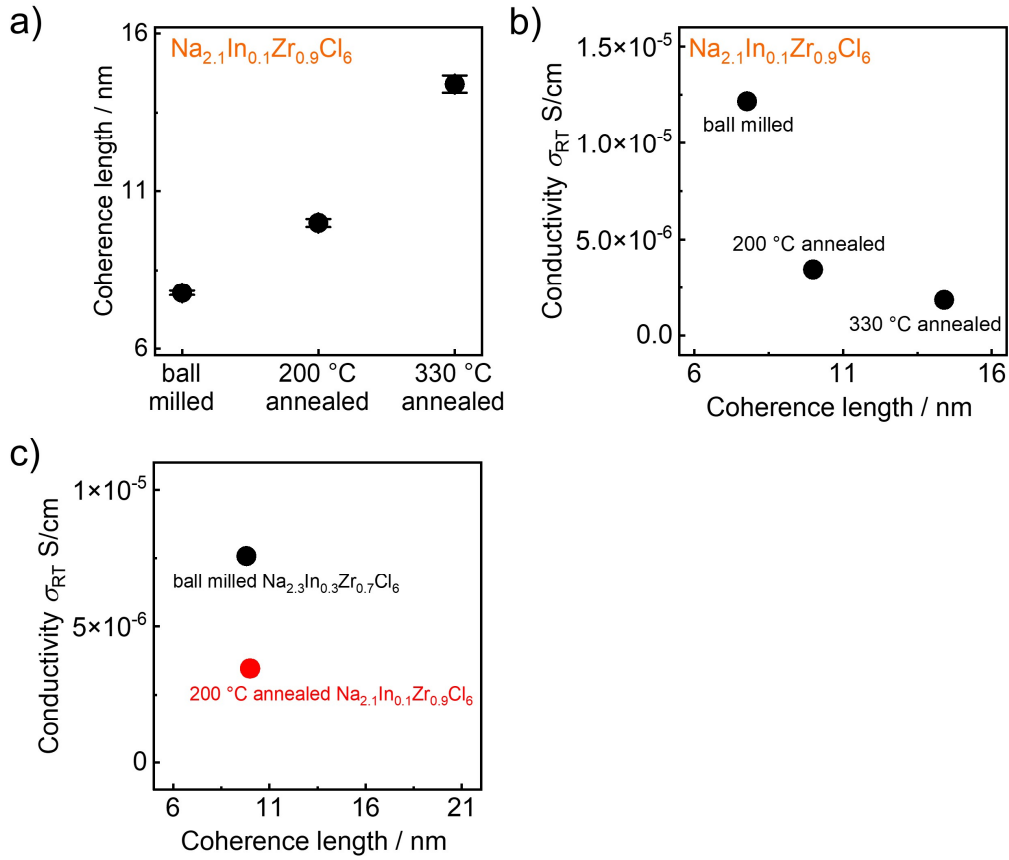 a)
Na2.1In0.1Zr0.9Cl6
Coherence length / nm
16
11
6
ball milled
200 °C annealed
330 °C annealed
b)
Na2.1In0.1Zr0.9Cl6
Conductivity σRT S/cm
1.5×10-5
1.0×10-5
5.0×10-6
0.0
ball milled
200 °C annealed
330 °C annealed
6 11 16
Coherence length / nm
c)
Conductivity σRT S/cm
1×10-5
5×10-6
0
ball milled Na2.3In0.3Zr0.7Cl6
200 °C annealed Na2.1In0.1Zr0.9Cl6
6 11 16 21
Coherence length / nm